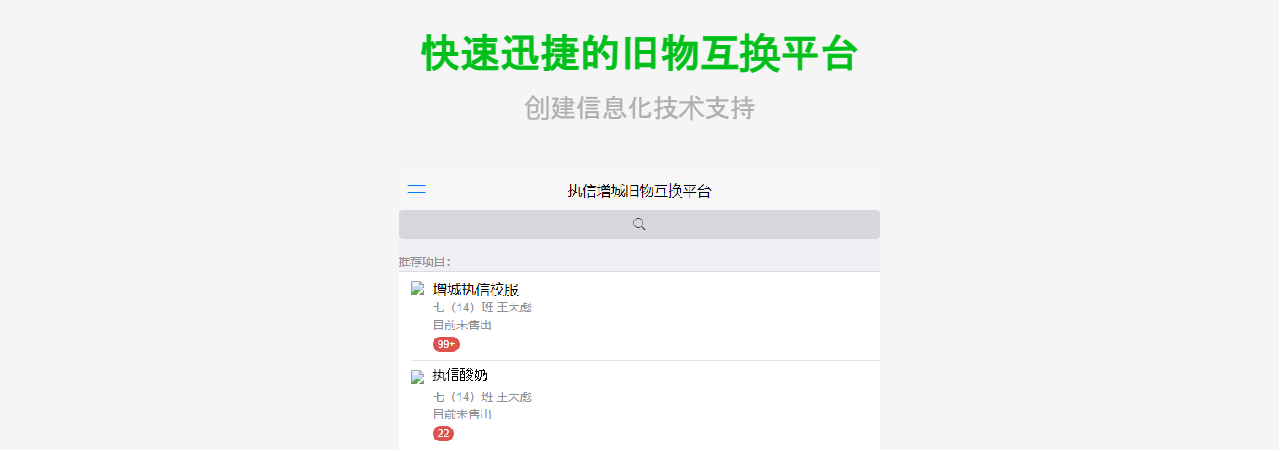 快速迅捷的旧物互换平台
创建信息化技术支持
执信增城旧物互换平台
推荐项目：
增城执信校服
七（14）班 王大彪
目前未售出
99+
执信酸奶
七（14）班 王大彪
目前未售出
22